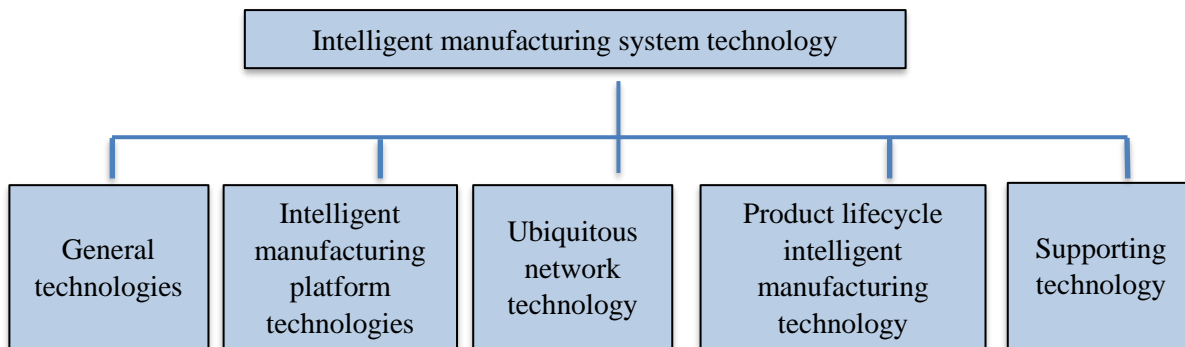 Intelligent manufacturing system technology
General
technologies
Intelligent
manufacturing
platform
technologies
Ubiquitous
network
technology
Product lifecycle
intelligent
manufacturing
technology
Supporting
technology